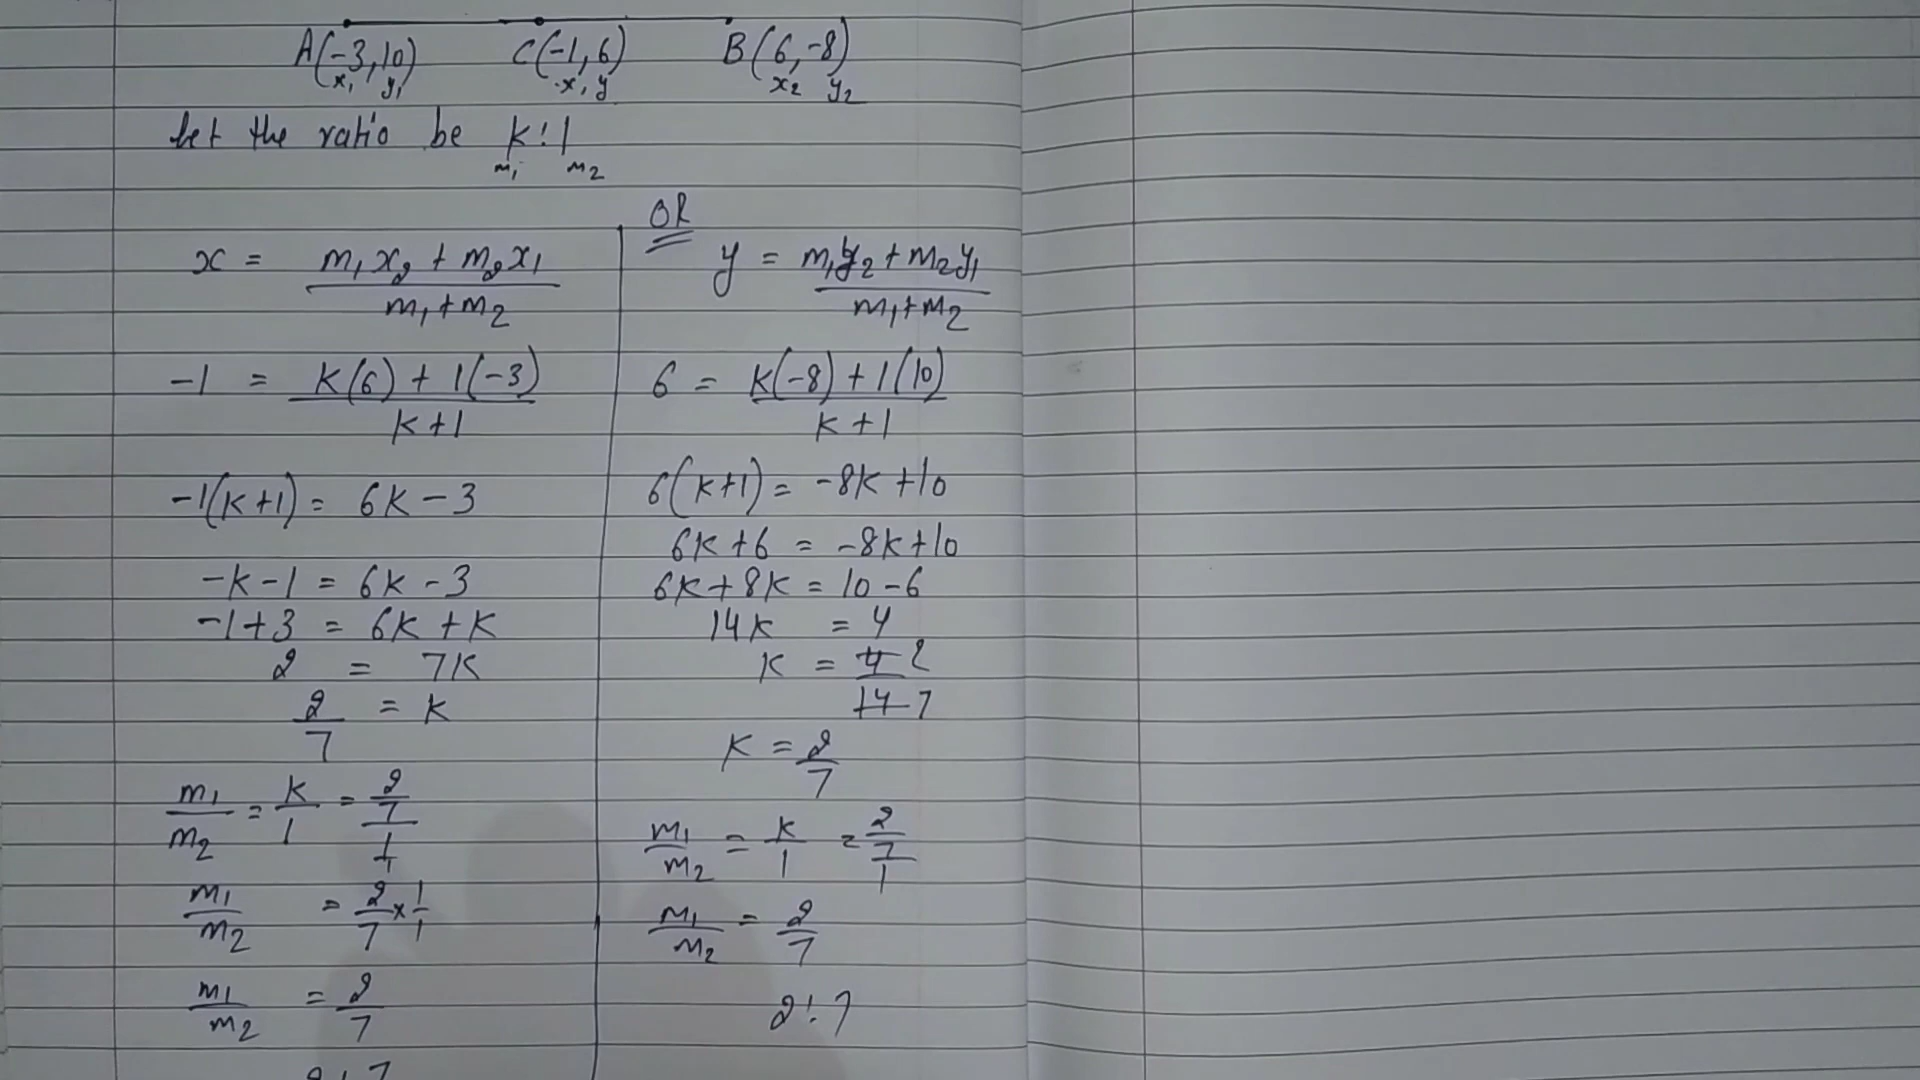 A(-3,10) C(-1,6) B(6,-8)
x₁ y₁ x, y x₂ y₂
let the ratio be k:1
m₁ m₂
x = (m₁x₂ + m₂x₁)/(m₁+m₂)
-1 = (k(6) + 1(-3))/(k+1)
-1(k+1) = 6k-3
-k-1 = 6k-3
-1+3 = 6k+k
2 = 7k
2/7 = k
m₁/m₂ = k/1 = (2/7)/1
m₁/m₂ = 2/7 × 1/1
m₁/m₂ = 2/7
2:7
OR
y = (m₁y₂ + m₂y₁)/(m₁+m₂)
6 = (k(-8) + 1(10))/(k+1)
6(k+1) = -8k+10
6k+6 = -8k+10
6k+8k = 10-6
14k = 4
k = 4/14 2/7
k = 2/7
m₁/m₂ = k/1 = (2/7)/1
m₁/m₂ = 2/7
2:7